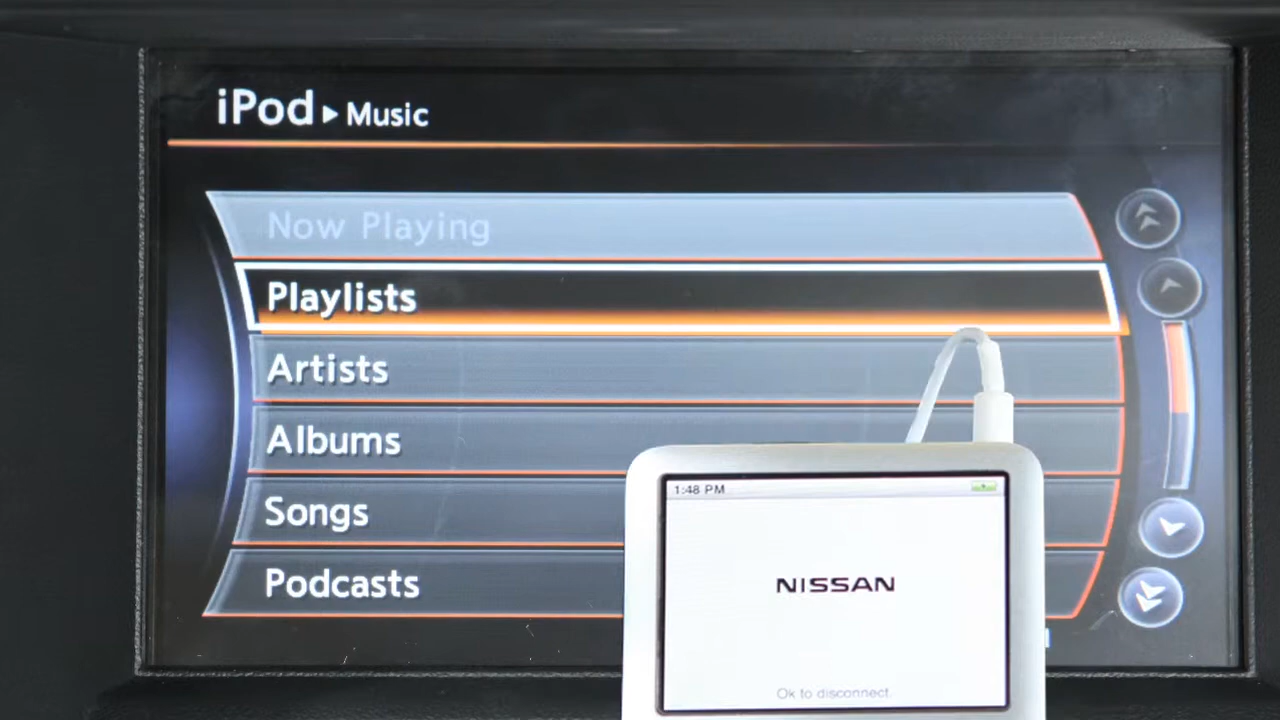 iPod ▸ Music
Now Playing
Playlists
Artists
Albums
Songs
Podcasts
1:48 PM
NISSAN
Ok to disconnect.